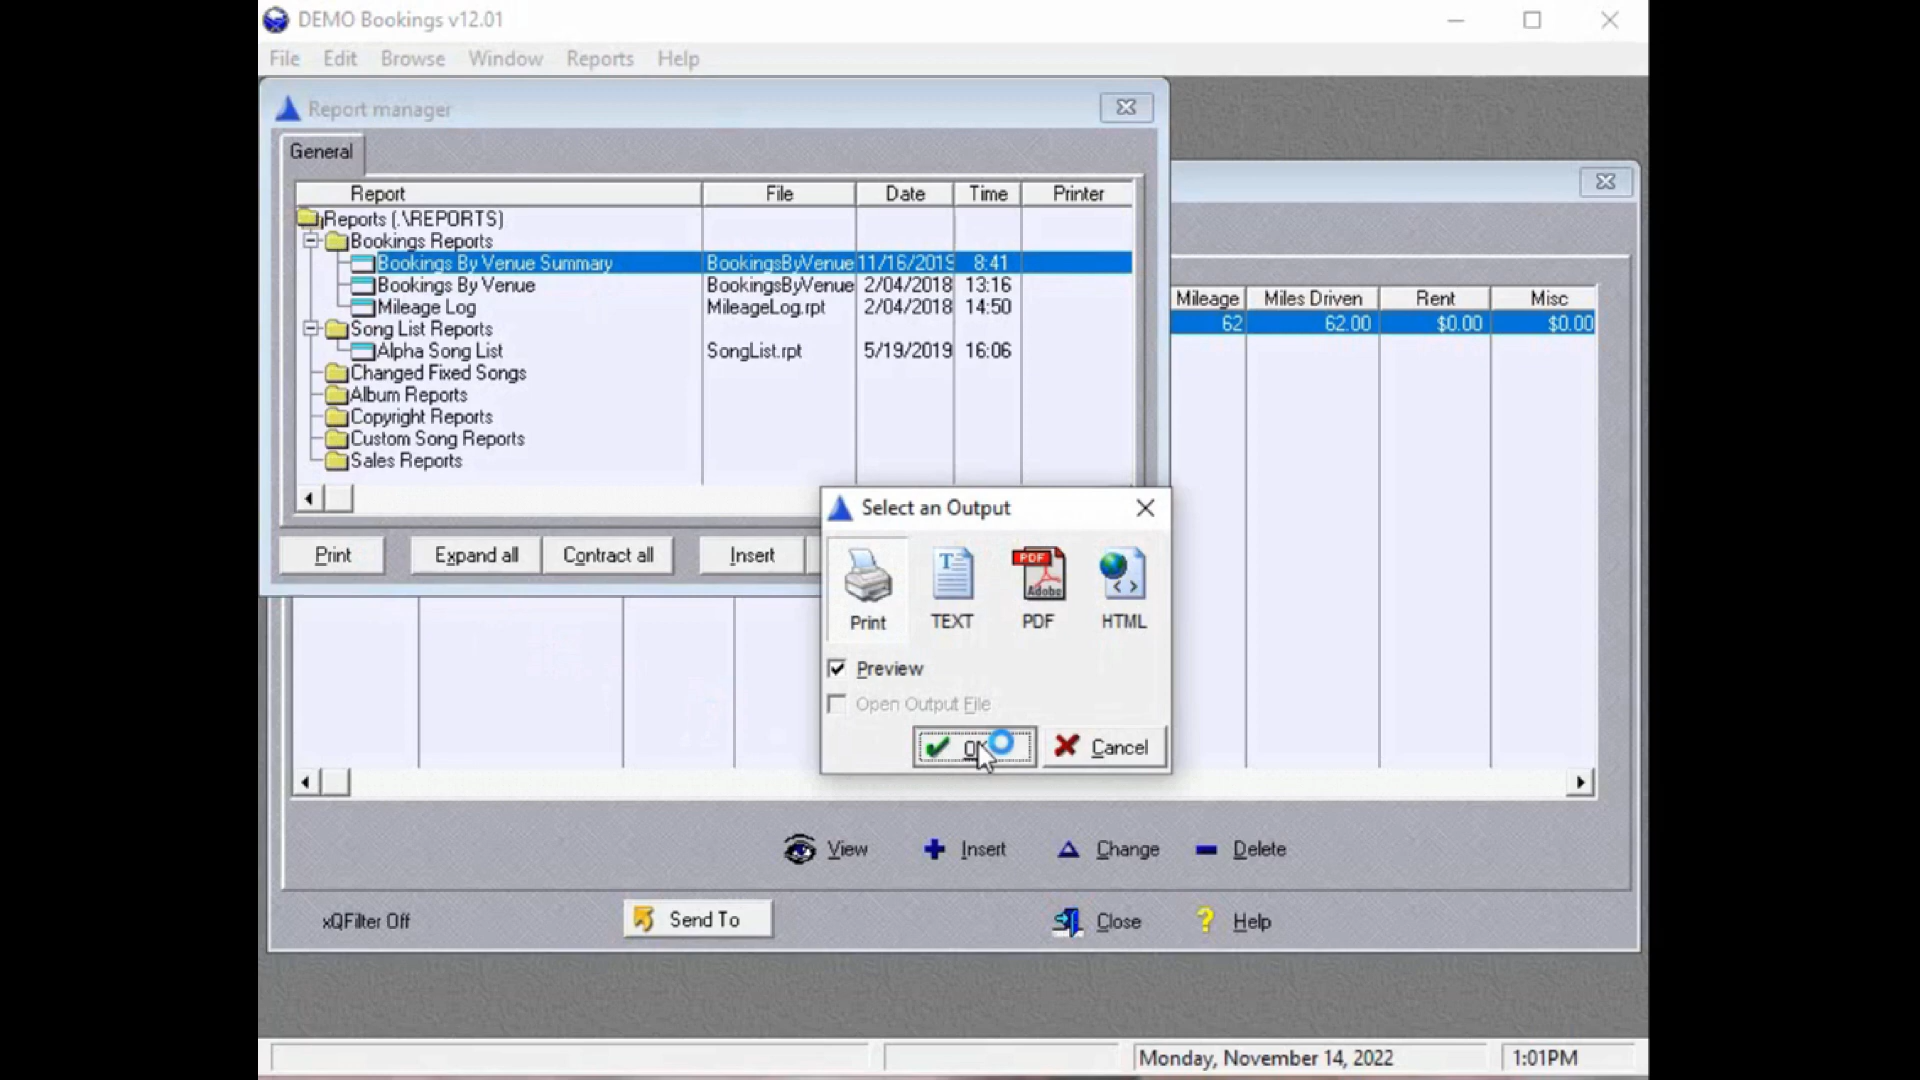 DEMO Bookings v12.01
File Edit Browse Window Reports Help
Report manager
General
Report File Date Time Printer
Reports (.\REPORTS)
Bookings Reports
Bookings By Venue Summary BookingsByVenue 11/16/2019 8:41
Bookings By Venue BookingsByVenue 2/04/2018 13:16
Mileage Log MileageLog.rpt 2/04/2018 14:50
Song List Reports
Alpha Song List SongList.rpt 5/19/2019 16:06
Changed Fixed Songs
Album Reports
Copyright Reports
Custom Song Reports
Sales Reports
Print Expand all Contract all Insert
Mileage Miles Driven Rent Misc
62 62.00 $0.00 $0.00
Select an Output
Print TEXT PDF HTML
PDF
Adobe
Preview
Open Output File
Cancel
View Insert Change Delete
xQFilter Off Send To Close Help
Monday, November 14, 2022 1:01PM